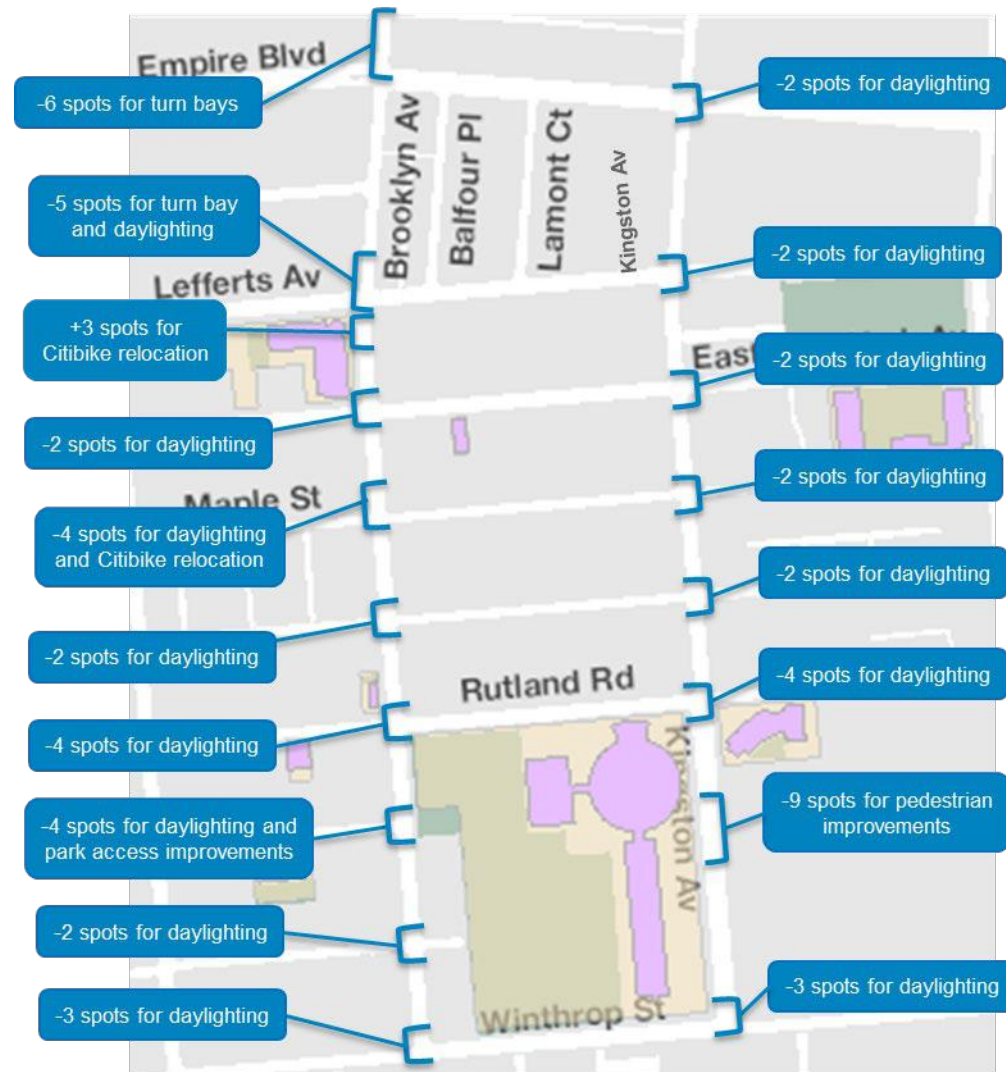 Empire Blvd
-6 spots for turn bays
-2 spots for daylighting
Brooklyn Av
Balfour Pl
Lamont Ct
Kingston Av
-5 spots for turn bay
and daylighting
-2 spots for daylighting
Lefferts Av
+3 spots for
Citibike relocation
East
-2 spots for daylighting
-2 spots for daylighting
Maple St
-2 spots for daylighting
-4 spots for daylighting
and Citibike relocation
-2 spots for daylighting
-2 spots for daylighting
Rutland Rd
-4 spots for daylighting
-4 spots for daylighting
Kingston Av
-9 spots for pedestrian
improvements
-4 spots for daylighting and
park access improvements
-2 spots for daylighting
-3 spots for daylighting
Winthrop St
-3 spots for daylighting